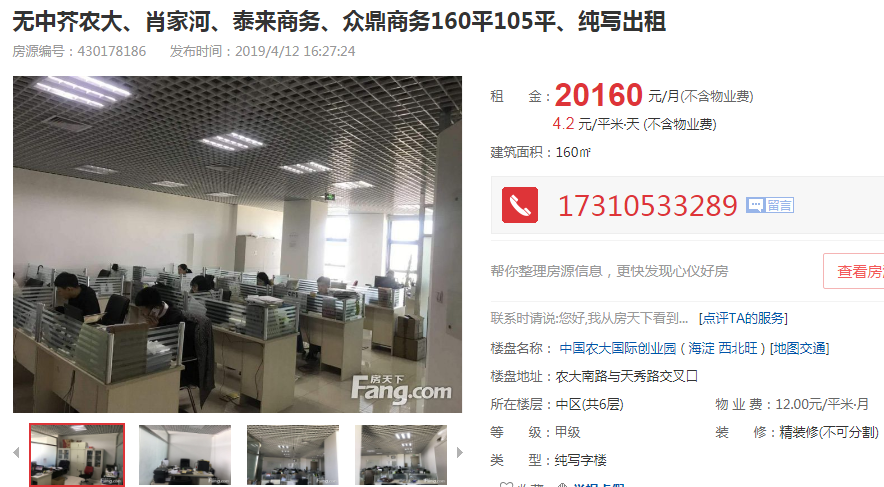 无中芥农大、肖家河、泰来商务、众鼎商务160平105平、纯写出租
房源编号：430178186 发布时间：2019/4/12 16:27:24
租 金：20160 元/月(不含物业费)
4.2 元/平米·天 (不含物业费)
建筑面积：160㎡
17310533289 留言
帮你整理房源信息，更快发现心仪好房
查看房
联系时请说:您好,我从房天下看到... [点评TA的服务]
楼盘名称： 中国农大国际创业园 ( 海淀 西北旺 ) [地图交通]
楼盘地址：农大南路与天秀路交叉口
所在楼层：中区(共6层) 物 业 费：12.00元/平米·月
等 级：甲级 装 修：精装修(不可分割)
类 型：纯写字楼
房天下
Fang.com